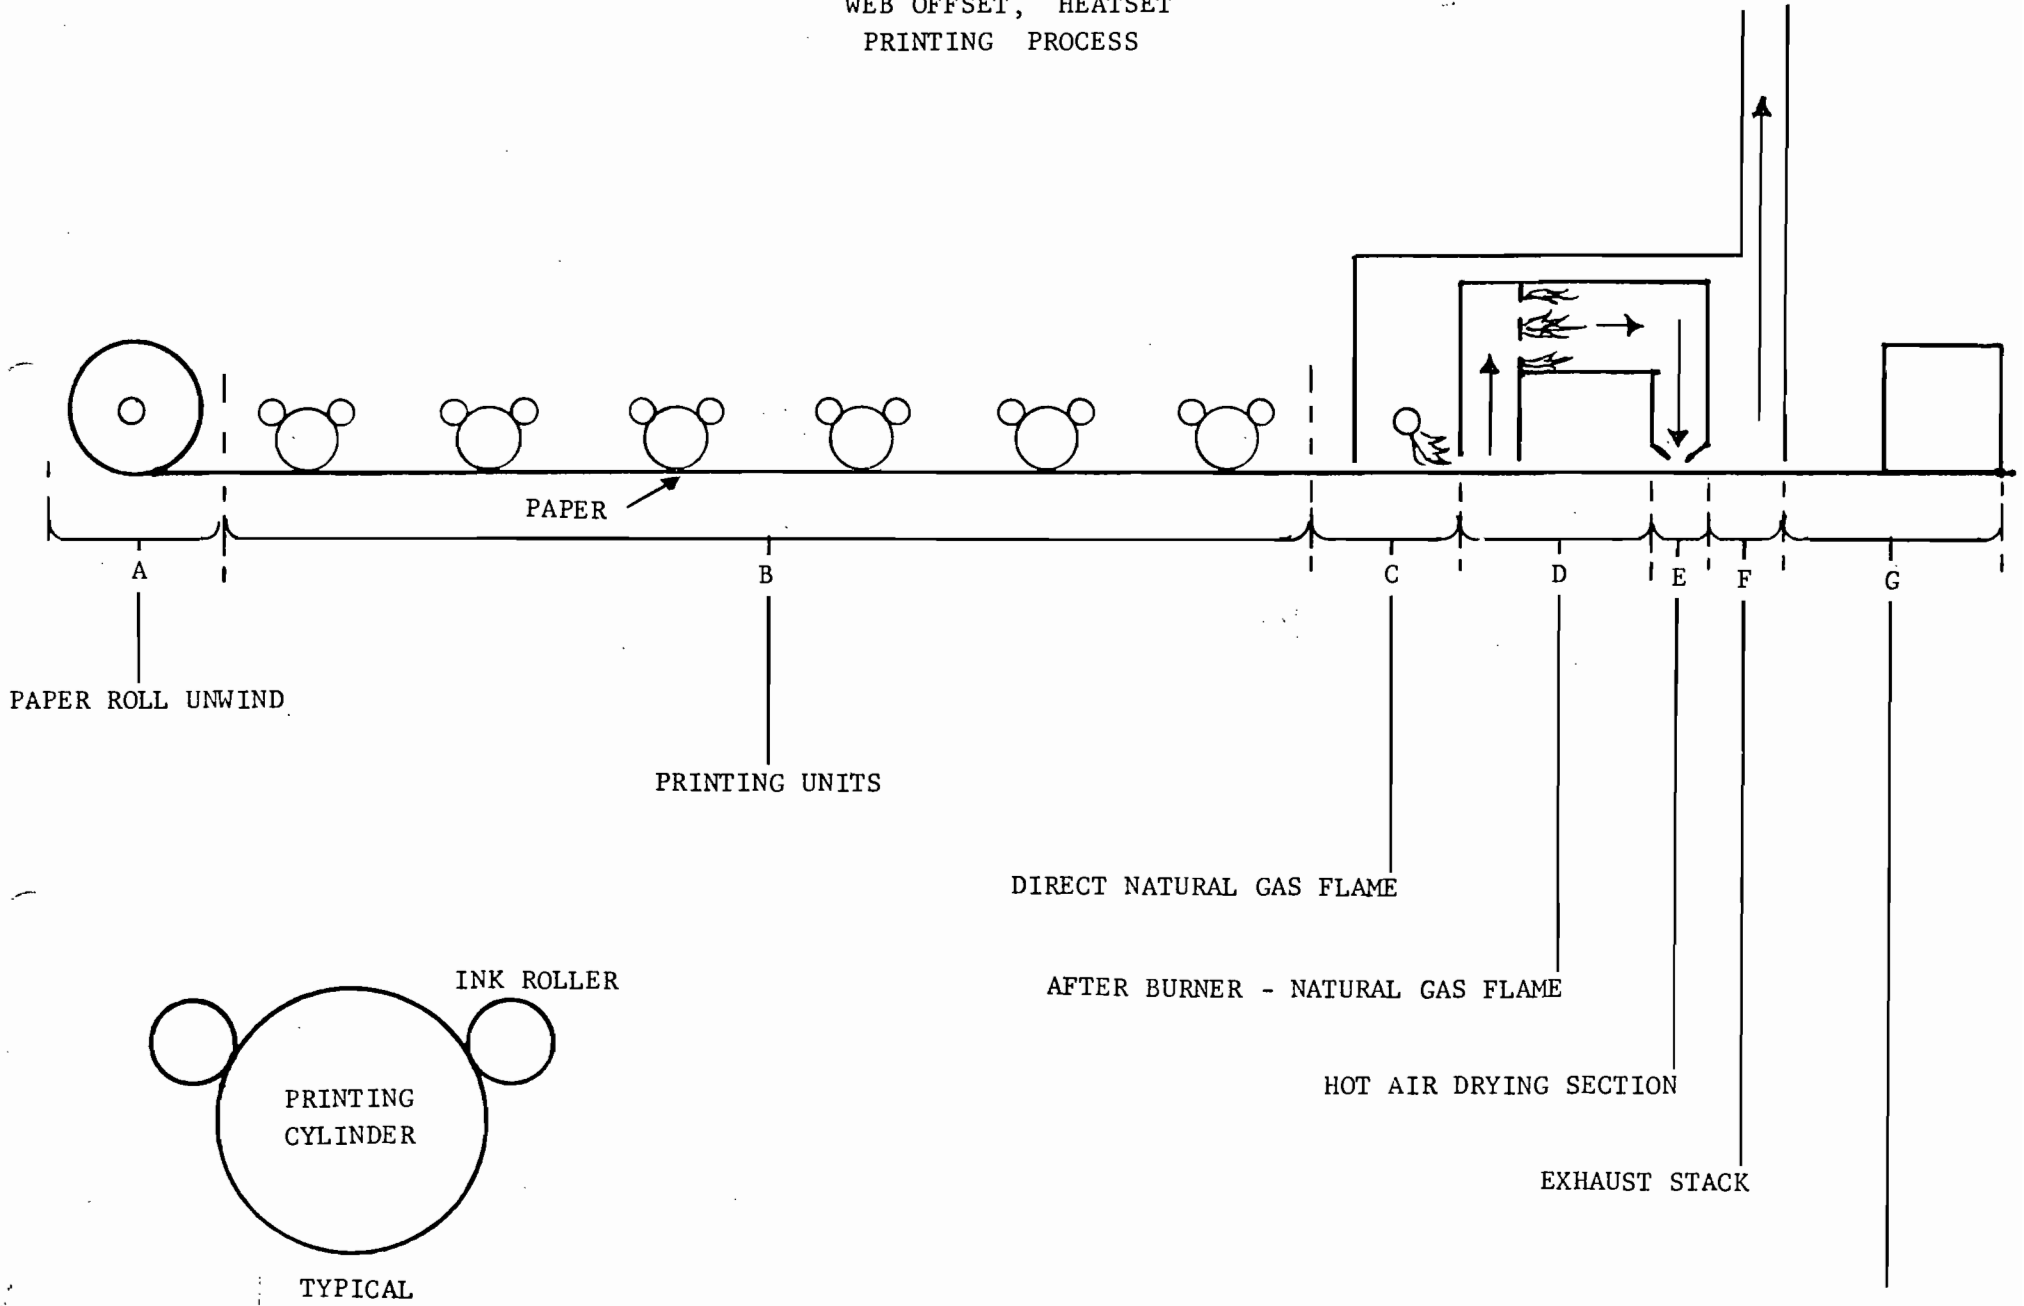 WEB OFFSET, HEATSET
PRINTING PROCESS
PAPER
A
B
C
D
E
F
G
PAPER ROLL UNWIND
PRINTING UNITS
DIRECT NATURAL GAS FLAME
INK ROLLER
AFTER BURNER - NATURAL GAS FLAME
HOT AIR DRYING SECTION
PRINTING
CYLINDER
EXHAUST STACK
TYPICAL